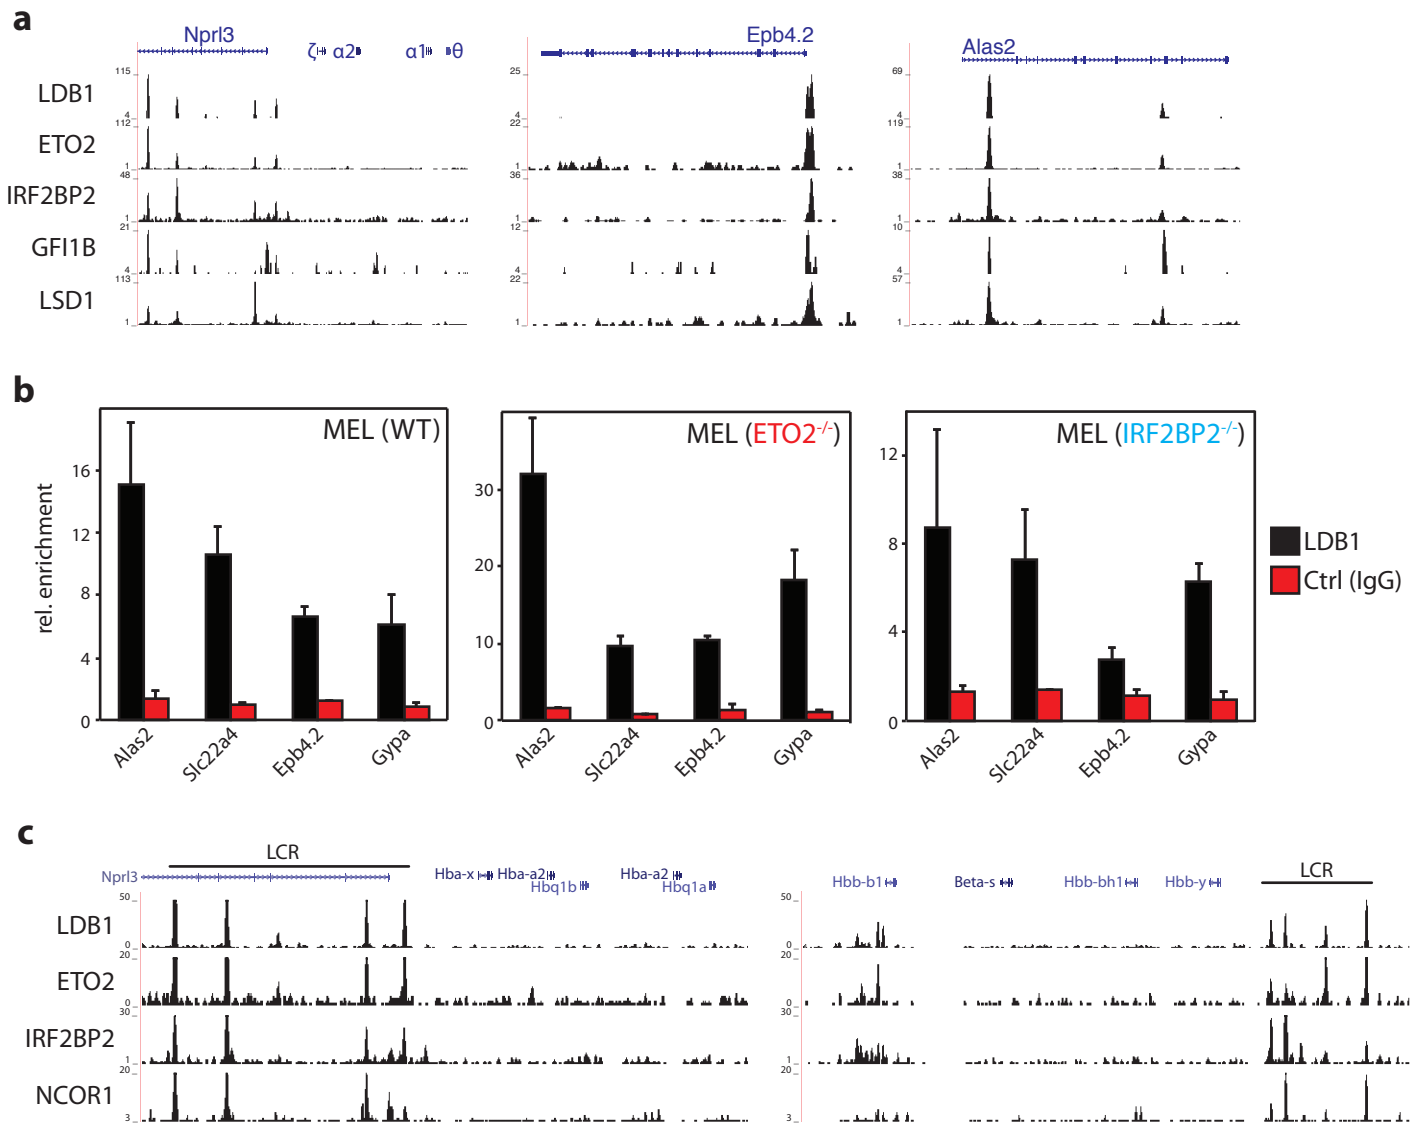 a
Nprl3 ζ α2 α1 θ Epb4.2 Alas2
LDB1 115 4 25 4 69 4
ETO2 112 1 22 1 119 1
IRF2BP2 48 1 36 1 38 1
GFI1B 21 4 12 4 10 4
LSD1 113 1 22 1 57 1
b
rel. enrichment
MEL (WT)
16
12
8
4
0
Alas2 Slc22a4 Epb4.2 Gypa
MEL (ETO2-/-)
30
20
10
0
Alas2 Slc22a4 Epb4.2 Gypa
MEL (IRF2BP2-/-)
12
8
4
0
Alas2 Slc22a4 Epb4.2 Gypa
LDB1
Ctrl (IgG)
c
LCR LCR
Nprl3 Hba-x Hba-a2 Hbq1b Hba-a2 Hbq1a Hbb-b1 Beta-s Hbb-bh1 Hbb-y
LDB1 50 0 50 0
ETO2 20 0 20 0
IRF2BP2 30 1 30 1
NCOR1 20 3 20 3